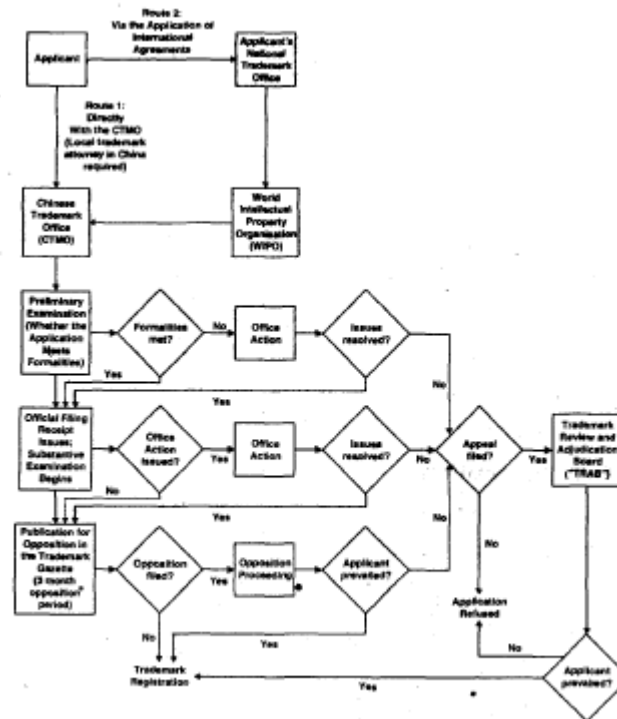 Route 2:
Via the Application of
International
Agreements
Applicant
Applicant's
National
Trademark
Office
Route 1:
Directly
With the CTMO
(Local trademark
attorney in China
required)
Chinese
Trademark
Office
(CTMO)
World
Intellectual
Property
Organisation
(WIPO)
Preliminary
Examination
(Whether the
Application
Meets
Formalities)
Formalities
met?
No
Office
Action
Issues
resolved?
Yes
Yes
No
Official Filing
Receipt
Issues;
Substantive
Examination
Begins
Office
Action
Issued?
Yes
Office
Action
Issues
resolved?
No
Appeal
filed?
Yes
Trademark
Review and
Adjudication
Board
("TRAB")
No
Yes
No
Publication for
Opposition in
the Trademark
Gazette
(3 month
opposition
period)
Opposition
filed?
Yes
Opposition
Proceeding
Applicant
prevailed?
No
Application
Refused
No
Yes
No
Trademark
Registration
Yes
Applicant
prevailed?